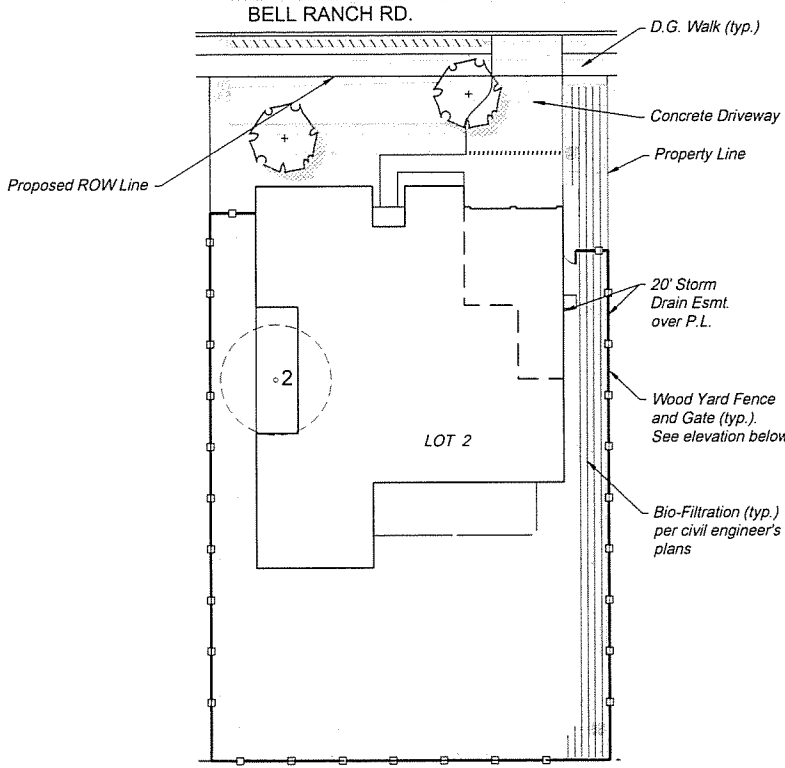 BELL RANCH RD.
D.G. Walk (typ.)
Concrete Driveway
Property Line
Proposed ROW Line
20' Storm
Drain Esmt.
over P.L.
2
Wood Yard Fence
and Gate (typ.).
See elevation below
LOT 2
Bio-Filtration (typ.)
per civil engineer's
plans